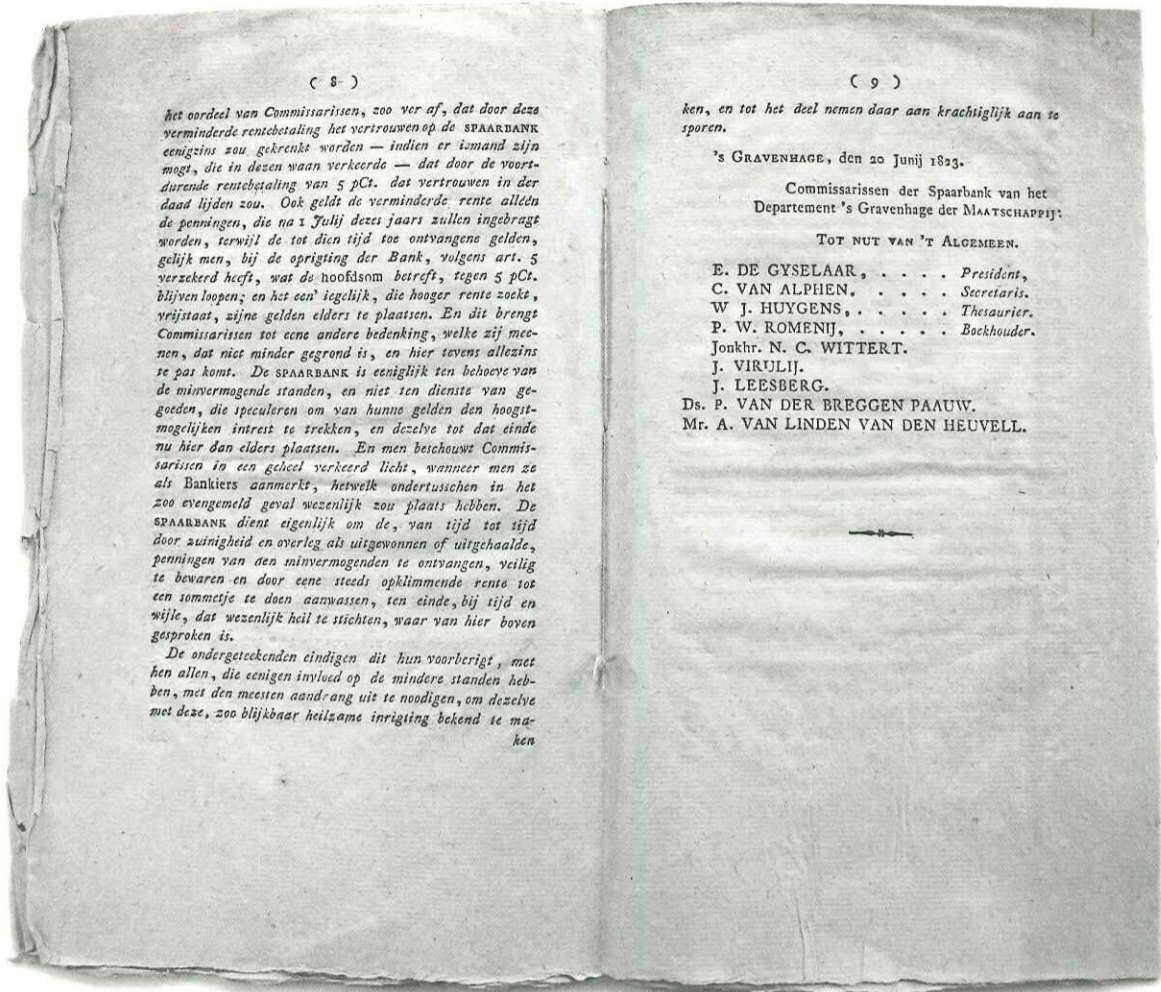 ( 8 )
het oordeel van Commissarissen, zoo ver af, dat door deze
verminderde rentebetaling het vertrouwen op de SPAARBANK
eenigzins zou gekrenkt worden — indien er iemand zijn
mogt, die in dezen waan verkeerde — dat door de voort-
durende rentebetaling van 5 pCt. dat vertrouwen in der
daad lijden zou. Ook geldt de verminderde rente alléén
de penningen, die na 1 Julij dezes jaars zullen ingebragt
worden, terwijl de tot dien tijd toe ontvangene gelden,
gelijk men, bij de oprigting der Bank, volgens art. 5
verzekerd heeft, wat de hoofdsom betreft, tegen 5 pCt.
blijven loopen; en het een' iegelijk, die hooger rente zoekt,
vrijstaat, zijne gelden elders te plaatsen. En dit brengt
Commissarissen tot eene andere bedenking, welke zij mee-
nen, dat niet minder gegrond is, en hier tevens allezins
te pas komt. De SPAARBANK is eeniglijk ten behoeve van
de minvermogende standen, en niet ten dienste van ge-
goeden, die speculeren om van hunne gelden den hoogst-
mogelijken intrest te trekken, en dezelve tot dat einde
nu hier dan elders plaatsen. En men beschouwt Commis-
sarissen in een geheel verkeerd licht, wanneer men ze
als Bankiers aanmerkt, hetwelk ondertusschen in het
zoo evengemeld geval wezenlijk zou plaats hebben. De
SPAARBANK dient eigenlijk om de, van tijd tot tijd
door zuinigheid en overleg als uitgewonnen of uitgehaalde,
penningen van den minvermogenden te ontvangen, veilig
te bewaren en door eene steeds opklimmende rente tot
een sommetje te doen aanwassen, ten einde, bij tijd en
wijle, dat wezenlijk heil te stichten, waar van hier boven
gesproken is.
De ondergeteekenden eindigen dit hun voorberigt, met
hen allen, die eenigen invloed op de mindere standen heb-
ben, met den meesten aandrang uit te noodigen, om dezelve
met deze, zoo blijkbaar heilzame inrigting bekend te ma-
ken
( 9 )
ken, en tot het deel nemen daar aan krachtiglijk aan te
sporen.
's GRAVENHAGE, den 20 Junij 1823.
Commissarissen der Spaarbank van het
Departement 's Gravenhage der MAATSCHAPPIJ:
TOT NUT VAN 'T ALGEMEEN.
E. DE GYSELAAR, . . . . President,
C. VAN ALPHEN, . . . . Secretaris.
W J. HUYGENS, . . . . . Thesaurier.
P. W. ROMENIJ, . . . . . Boekhouder.
Jonkhr. N. C. WITTERT.
J. VIRULIJ.
J. LEESBERG.
Ds. P. VAN DER BREGGEN PAAUW.
Mr. A. VAN LINDEN VAN DEN HEUVELL.